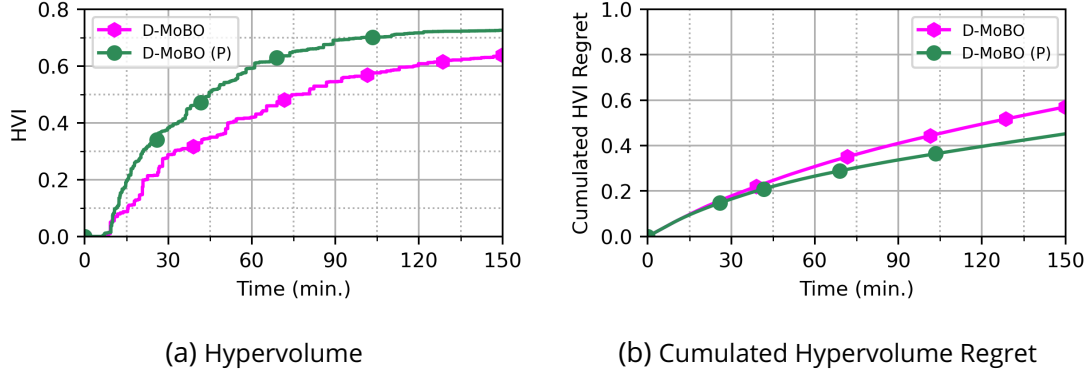 D-MoBO
D-MoBO (P)
HVI
0.8
0.6
0.4
0.2
0.0
0 30 60 90 120 150
Time (min.)
(a) Hypervolume
D-MoBO
D-MoBO (P)
Cumulated HVI Regret
1.0
0.8
0.6
0.4
0.2
0.0
0 30 60 90 120 150
Time (min.)
(b) Cumulated Hypervolume Regret